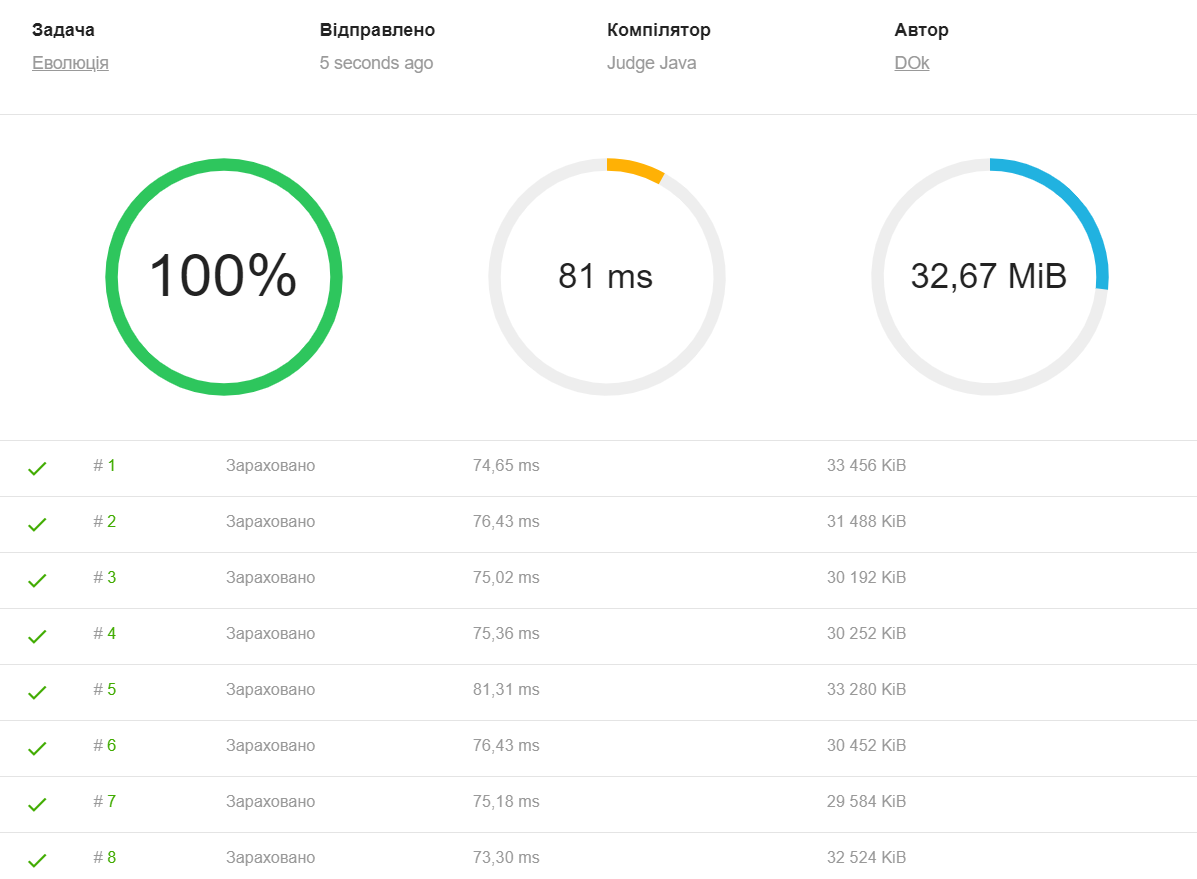 Задача Відправлено Компілятор Автор
Еволюція 5 seconds ago Judge Java DOk
100% 81 ms 32,67 MiB
# 1 Зараховано 74,65 ms 33 456 KiB
# 2 Зараховано 76,43 ms 31 488 KiB
# 3 Зараховано 75,02 ms 30 192 KiB
# 4 Зараховано 75,36 ms 30 252 KiB
# 5 Зараховано 81,31 ms 33 280 KiB
# 6 Зараховано 76,43 ms 30 452 KiB
# 7 Зараховано 75,18 ms 29 584 KiB
# 8 Зараховано 73,30 ms 32 524 KiB